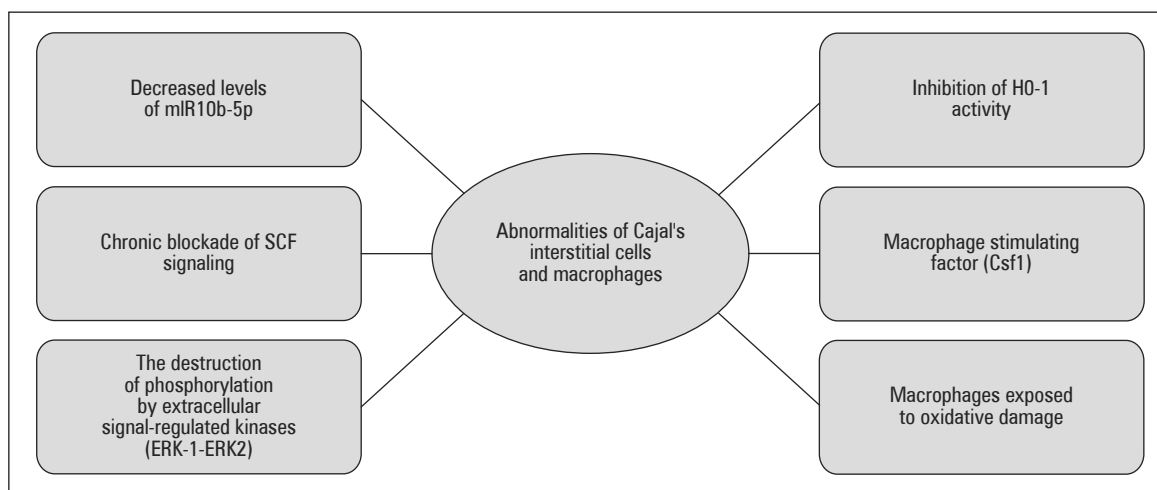 Decreased levels
of mIR10b-5p
Chronic blockade of SCF
signaling
The destruction
of phosphorylation
by extracellular
signal-regulated kinases
(ERK-1-ERK2)
Abnormalities of Cajal's
interstitial cells
and macrophages
Inhibition of H0-1
activity
Macrophage stimulating
factor (Csf1)
Macrophages exposed
to oxidative damage